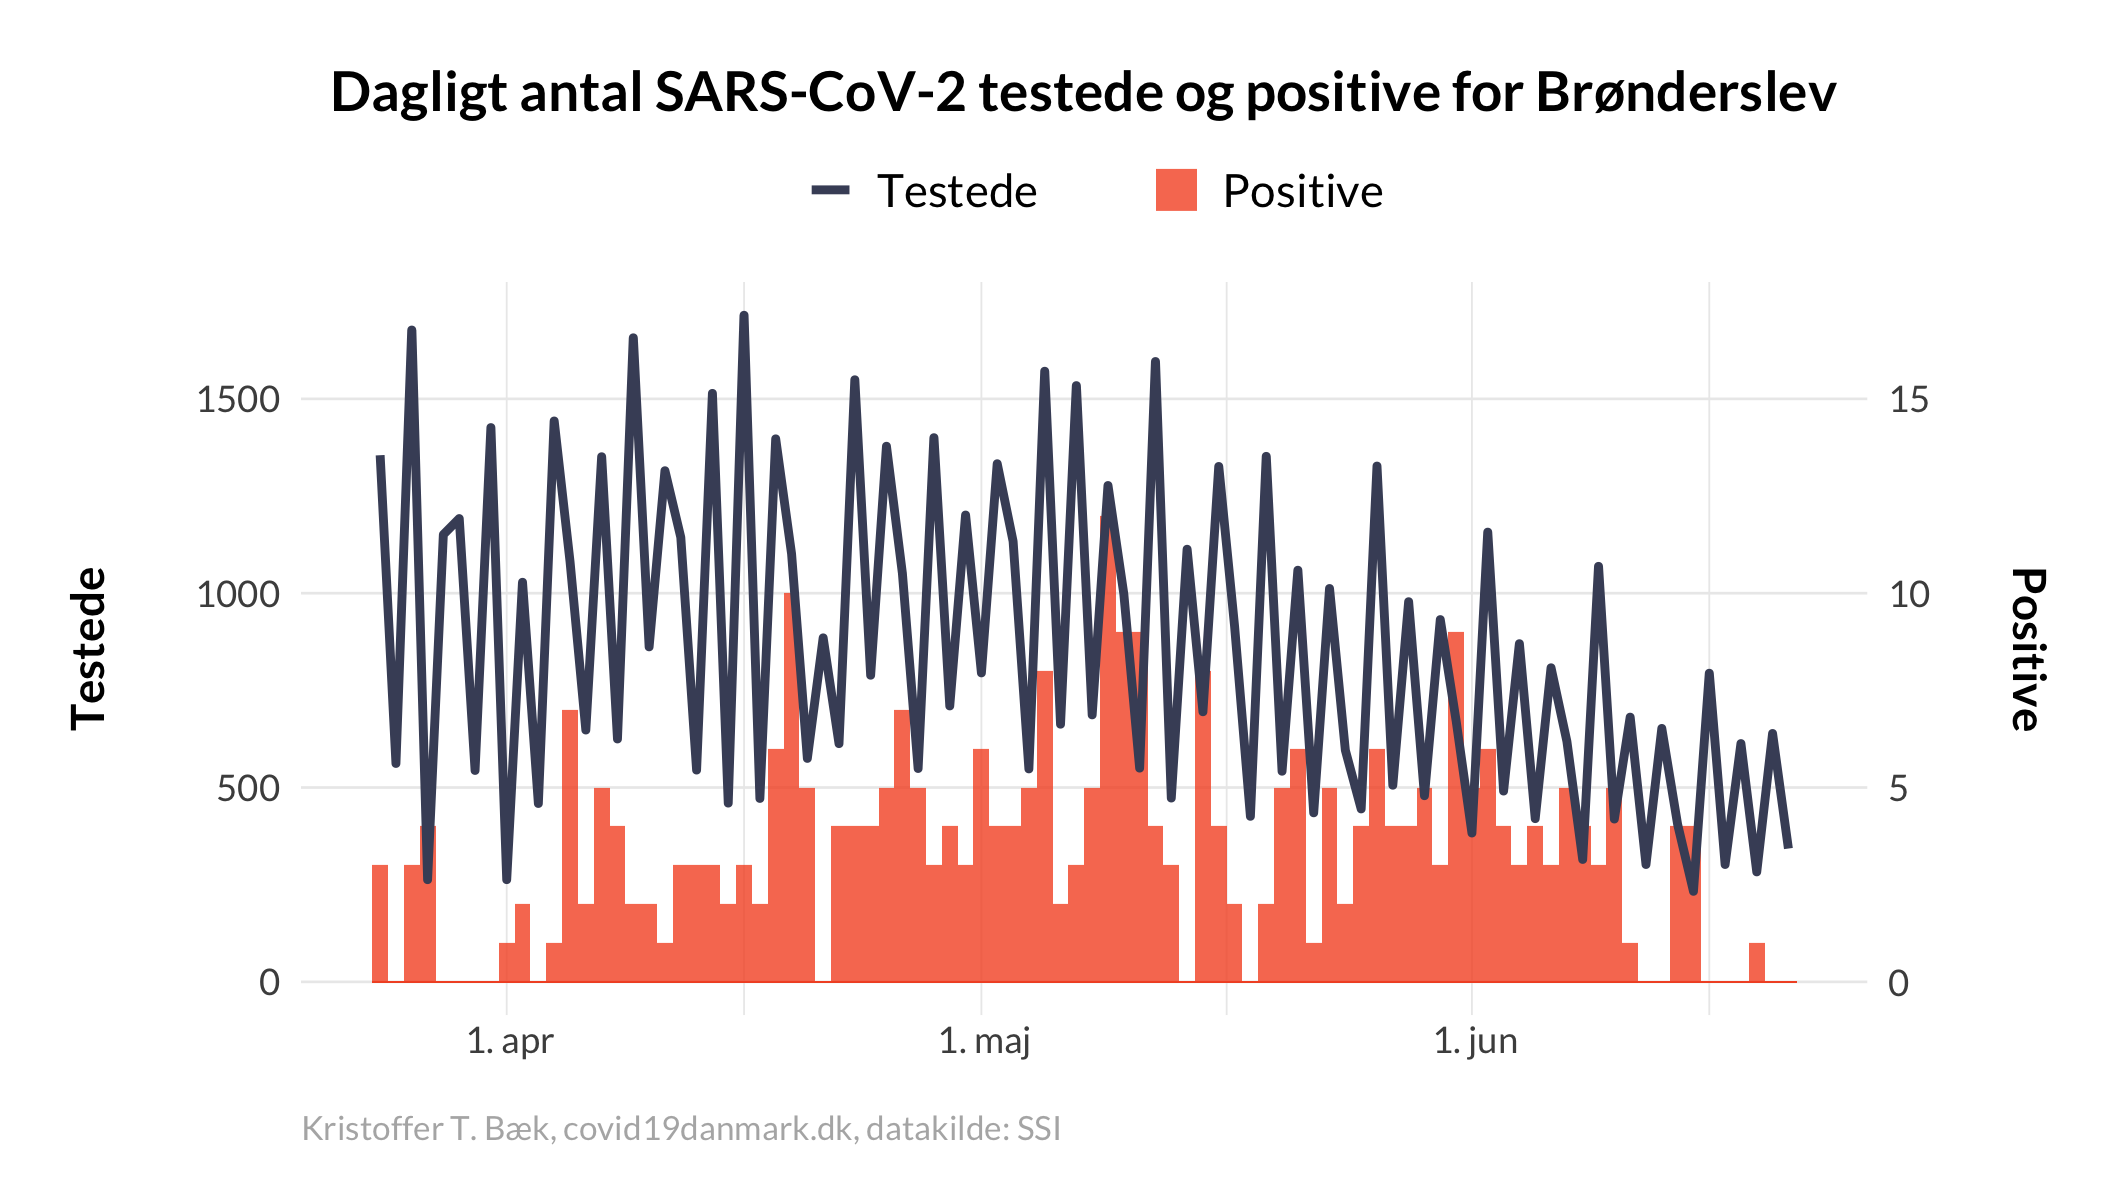 Dagligt antal SARS-CoV-2 testede og positive for Brønderslev
Testede Positive
Testede
1500
1000
500
0
15
10
5
0
Positive
1. apr 1. maj 1. jun
Kristoffer T. Bæk, covid19danmark.dk, datakilde: SSI